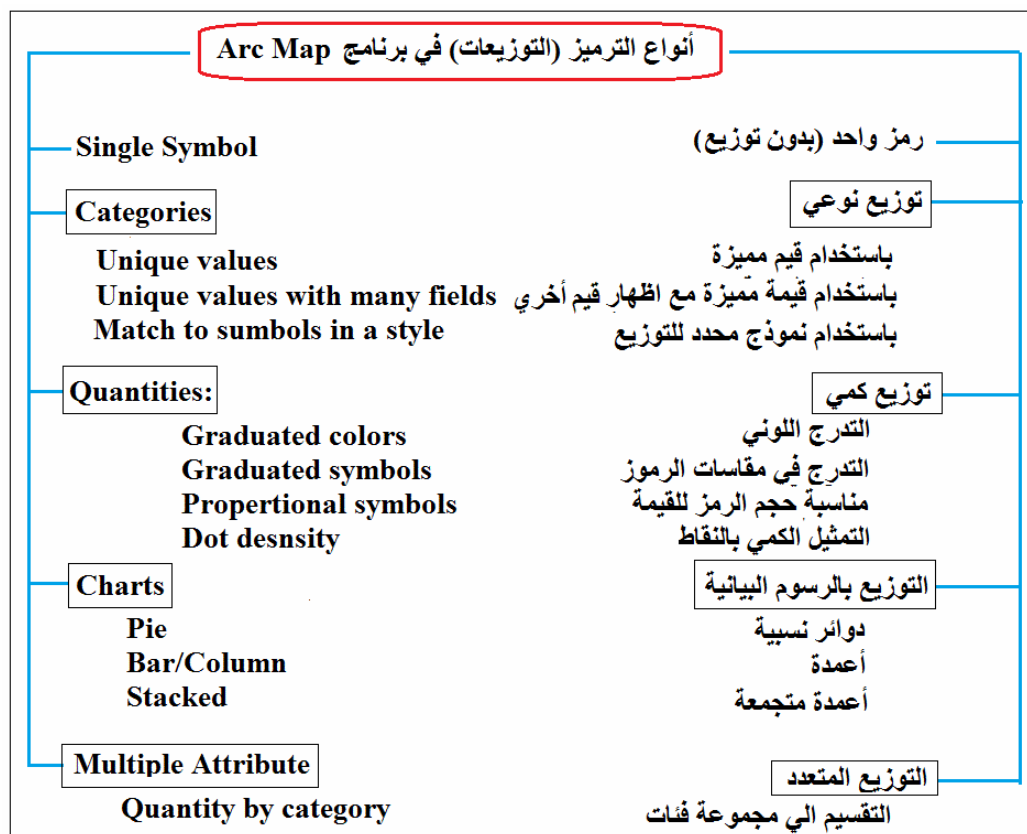 أنواع الترميز (التوزيعات) في برنامج Arc Map
Single Symbol رمز واحد (بدون توزيع)
Categories توزيع نوعي
Unique values باستخدام قيم مميزة
Unique values with many fields باستخدام قيمة مميزة مع اظهار قيم أخري
Match to sumbols in a style باستخدام نموذج محدد للتوزيع
Quantities: توزيع كمي
Graduated colors التدرج اللوني
Graduated symbols التدرج في مقاسات الرموز
Propertional symbols مناسبة حجم الرمز للقيمة
Dot desnsity التمثيل الكمي بالنقاط
Charts التوزيع بالرسوم البيانية
Pie دوائر نسبية
Bar/Column أعمدة
Stacked أعمدة متجمعة
Multiple Attribute التوزيع المتعدد
Quantity by category التقسيم الي مجموعة فئات